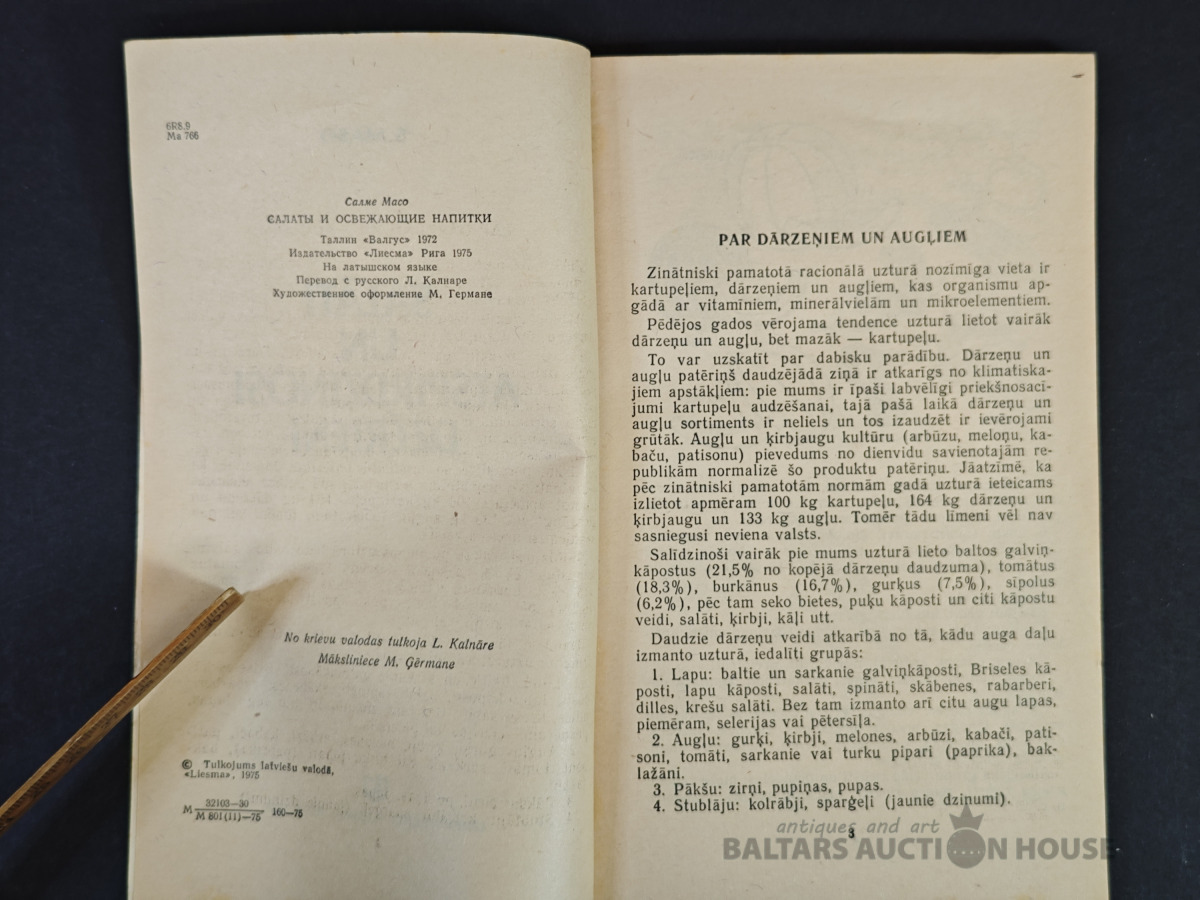 6R8.9
Ma 766
Салме Масо
САЛАТЫ И ОСВЕЖАЮЩИЕ НАПИТКИ
Таллин «Валгус» 1972
Издательство «Лиесма» Рига 1975
На латышском языке
Перевод с русского Л. Калнаре
Художественное оформление М. Германе
No krievu valodas tulkoja L. Kalnāre
Māksliniece M. Ģērmane
© Tulkojums latviešu valodā,
«Liesma», 1975
M 32103—30
M 801(11)—75 160—75
PAR DĀRZEŅIEM UN AUGĻIEM
Zinātniski pamatotā racionālā uzturā nozīmīga vieta ir
kartupeļiem, dārzeņiem un augļiem, kas organismu ap-
gādā ar vitamīniem, minerālvielām un mikroelementiem.
Pēdējos gados vērojama tendence uzturā lietot vairāk
dārzeņu un augļu, bet mazāk — kartupeļu.
To var uzskatīt par dabisku parādību. Dārzeņu un
augļu patēriņš daudzējādā ziņā ir atkarīgs no klimatiska-
jiem apstākļiem: pie mums ir īpaši labvēlīgi priekšnosacī-
jumi kartupeļu audzēšanai, tajā pašā laikā dārzeņu un
augļu sortiments ir neliels un tos izaudzēt ir ievērojami
grūtāk. Augļu un ķirbjaugu kultūru (arbūzu, meloņu, ka-
baču, patisonu) pievedums no dienvidu savienotajām re-
publikām normalizē šo produktu patēriņu. Jāatzīmē, ka
pēc zinātniski pamatotām normām gadā uzturā ieteicams
izlietot apmēram 100 kg kartupeļu, 164 kg dārzeņu un
ķirbjaugu un 133 kg augļu. Tomēr tādu līmeni vēl nav
sasniegusi neviena valsts.
Salīdzinoši vairāk pie mums uzturā lieto baltos galviņ-
kāpostus (21,5% no kopējā dārzeņu daudzuma), tomātus
(18,3%), burkānus (16,7%), gurķus (7,5%), sīpolus
(6,2%), pēc tam seko bietes, puķu kāposti un citi kāpostu
veidi, salāti, ķirbji, kāļi utt.
Daudzie dārzeņu veidi atkarībā no tā, kādu auga daļu
izmanto uzturā, iedalīti grupās:
1. Lapu: baltie un sarkanie galviņkāposti, Briseles kā-
posti, lapu kāposti, salāti, spināti, skābenes, rabarberi,
dilles, krešu salāti. Bez tam izmanto arī citu augu lapas,
piemēram, selerijas vai pētersīļa.
2. Augļu: gurķi, ķirbji, melones, arbūzi, kabači, pati-
soni, tomāti, sarkanie vai turku pipari (paprika), bak-
lažāni.
3. Pākšu: zirņi, pupiņas, pupas.
4. Stublāju: kolrābji, sparģeļi (jaunie dzinumi).
3
antiques and art
BALTARS AUCTION HOUSE